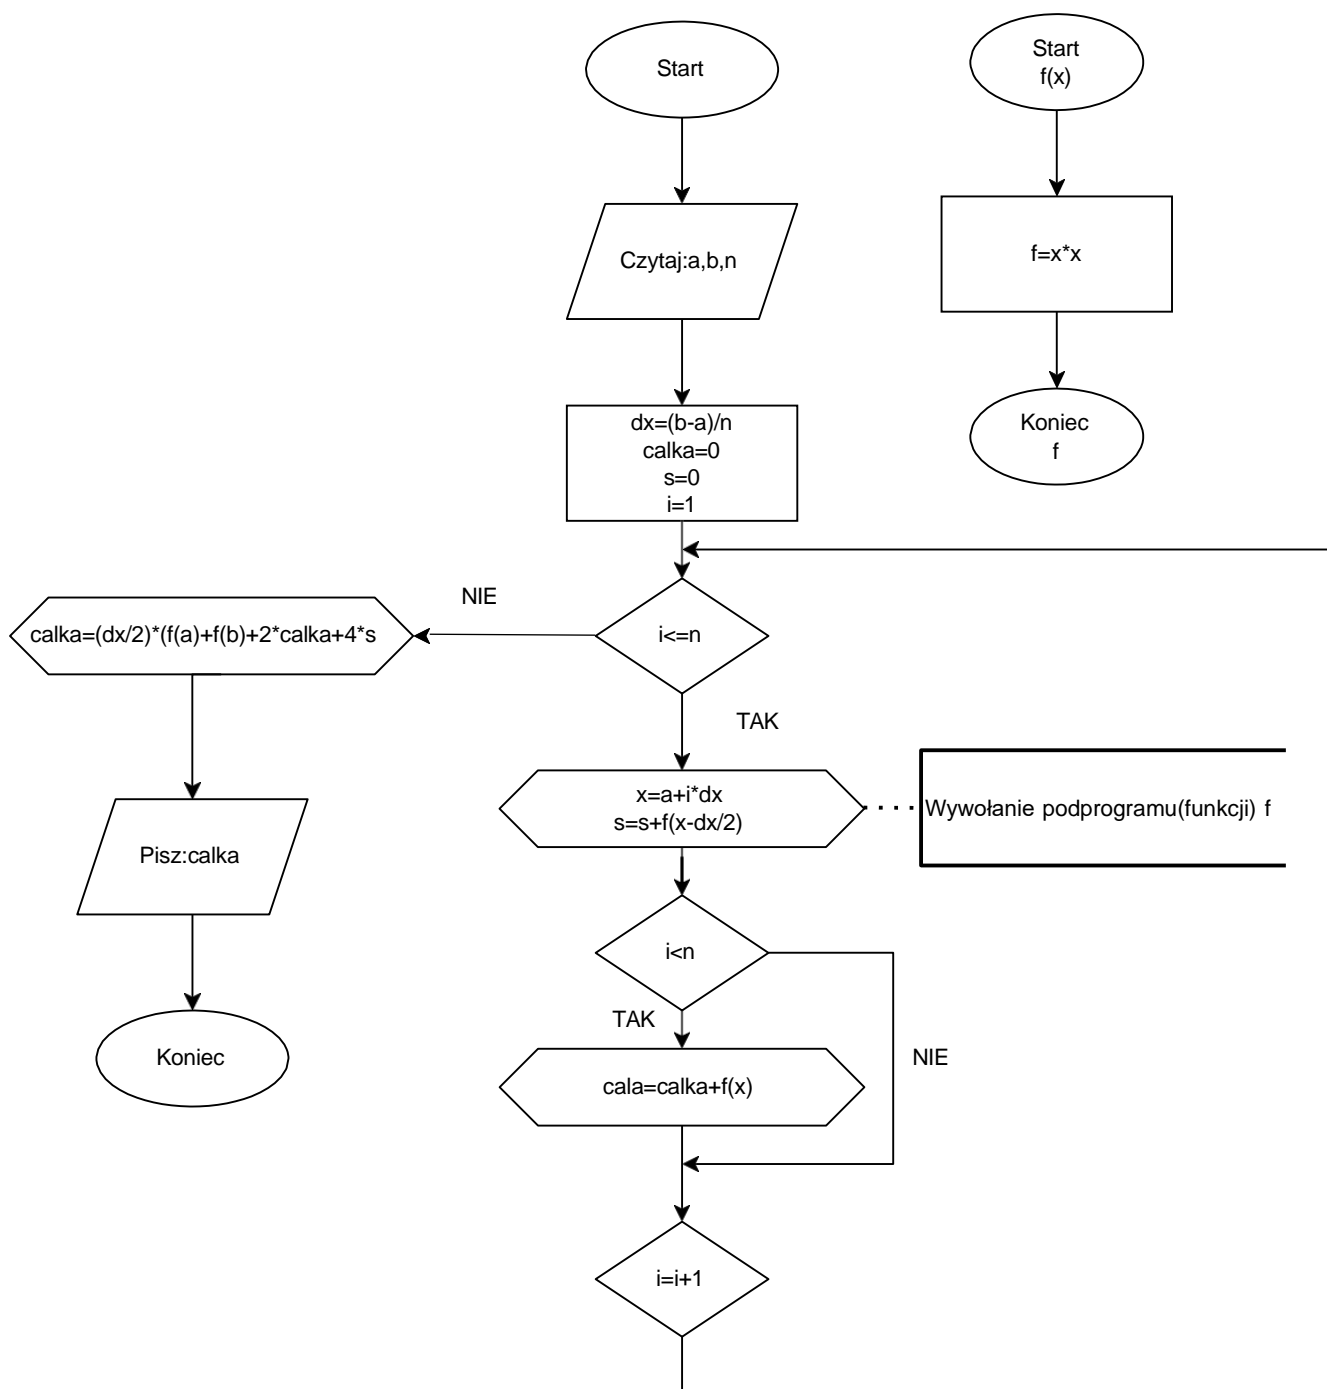 Start
Start
f(x)
Czytaj:a,b,n
f=x*x
dx=(b-a)/n
calka=0
s=0
i=1
Koniec
f
NIE
calka=(dx/2)*(f(a)+f(b)+2*calka+4*s
i<=n
TAK
x=a+i*dx
s=s+f(x-dx/2)
Wywołanie podprogramu(funkcji) f
Pisz:calka
i<n
TAK
NIE
Koniec
cala=calka+f(x)
i=i+1